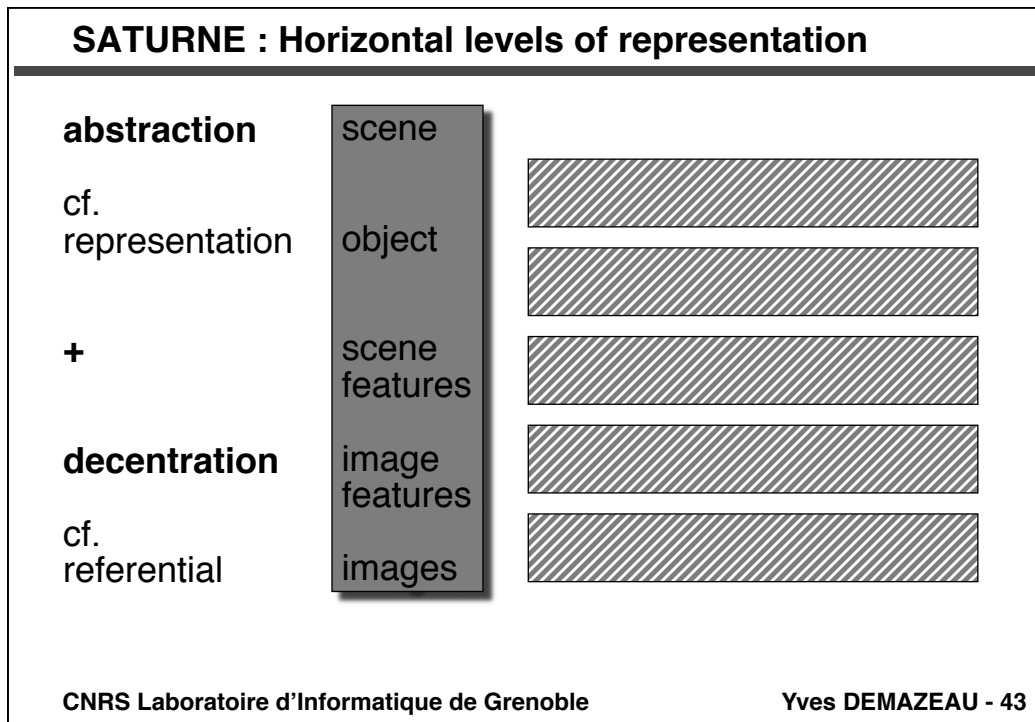 SATURNE : Horizontal levels of representation
abstraction
cf.
representation
+
decentration
cf.
referential
scene
object
scene
features
image
features
images
CNRS Laboratoire d'Informatique de Grenoble
Yves DEMAZEAU - 43